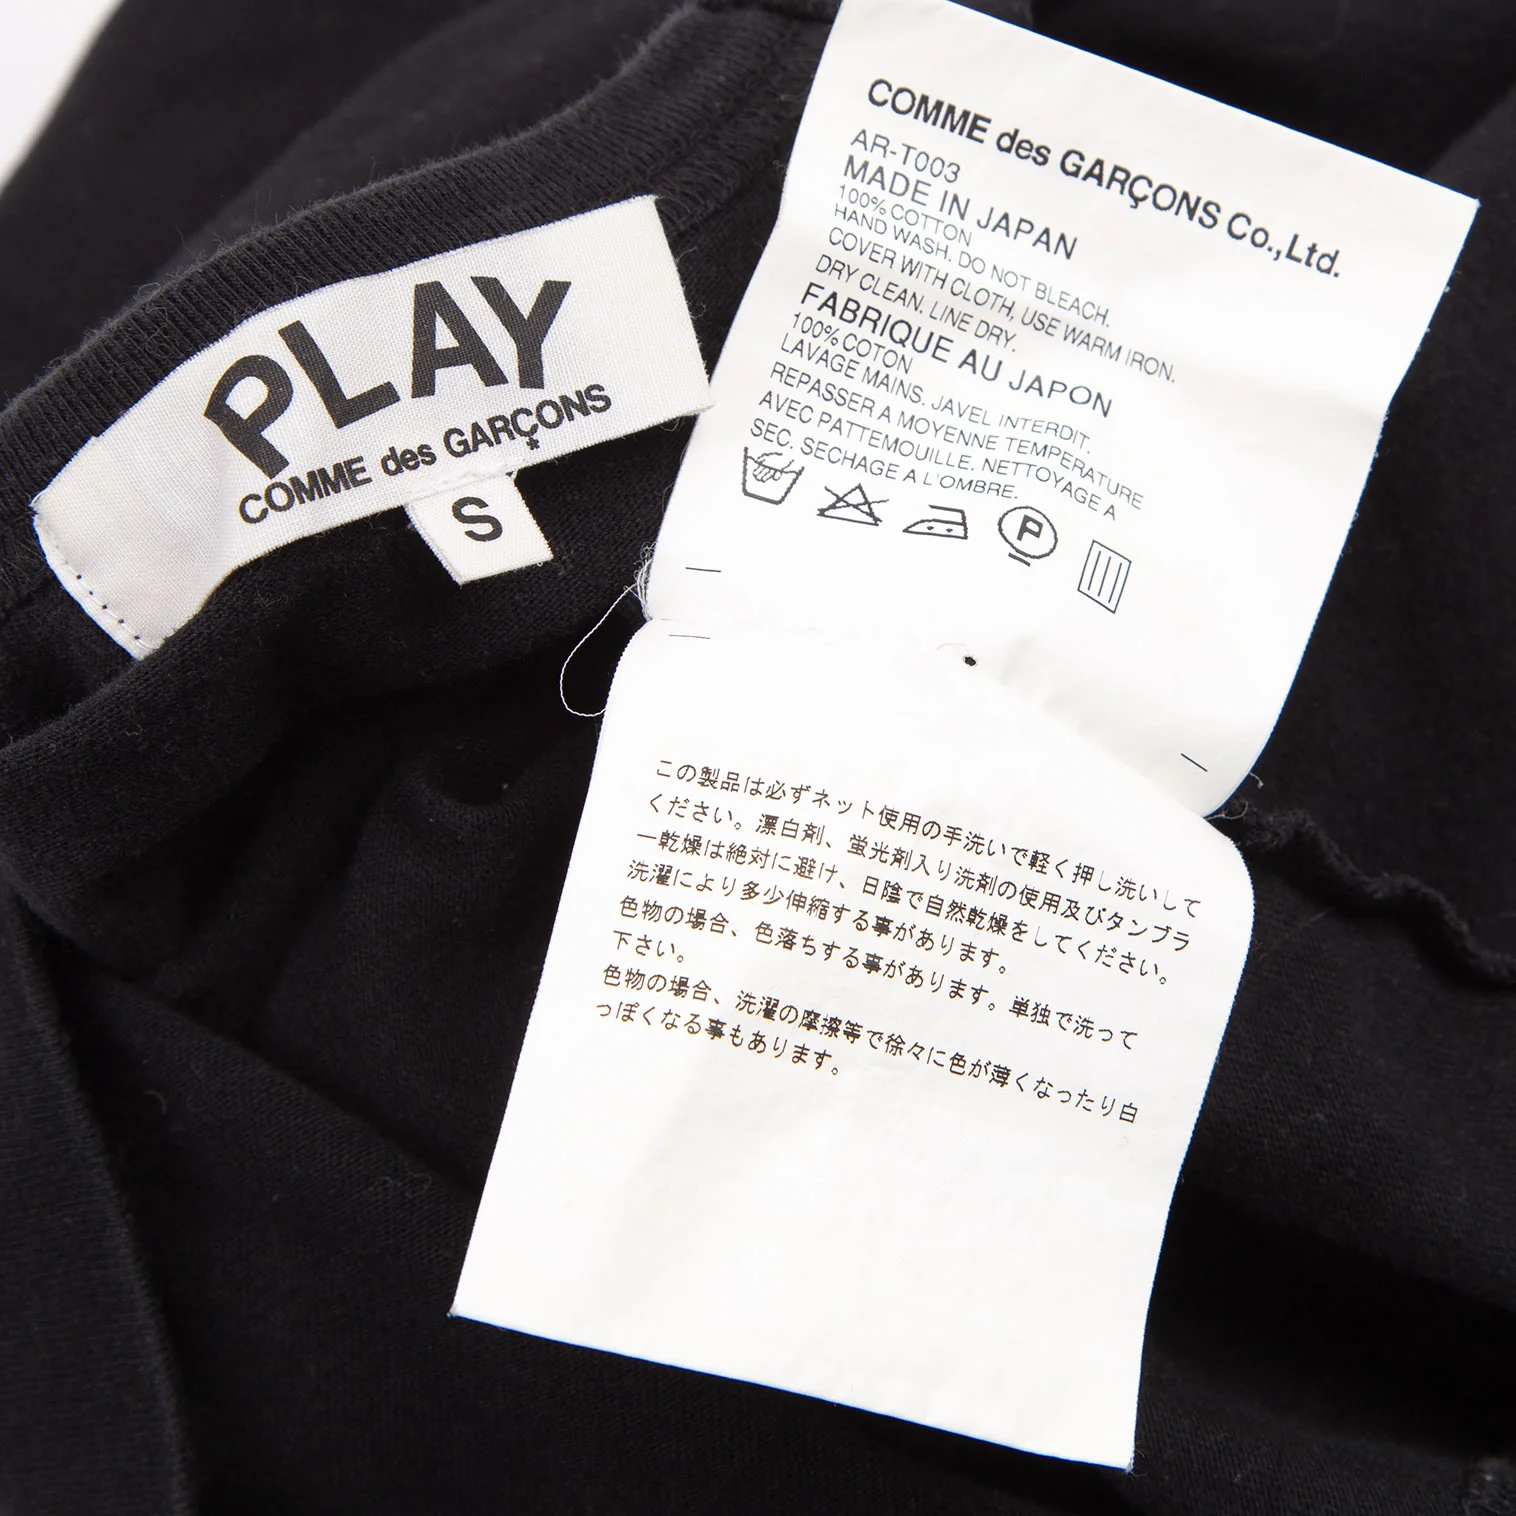 PLAY
COMME des GARÇONS
*
S
COMME des GARÇONS Co.,Ltd.
AR-T003
MADE IN JAPAN
100% COTTON
HAND WASH. DO NOT BLEACH.
COVER WITH CLOTH, USE WARM IRON.
DRY CLEAN. LINE DRY.
FABRIQUE AU JAPON
100% COTON
LAVAGE MAINS. JAVEL INTERDIT.
REPASSER A MOYENNE TEMPERATURE
AVEC PATTEMOUILLE. NETTOYAGE A
SEC. SECHAGE A L'OMBRE.
P
この製品は必ずネット使用の手洗いで軽く押し洗いして
ください。漂白剤、蛍光剤入り洗剤の使用及びタンブラ
ー乾燥は絶対に避け、日陰で自然乾燥をしてください。
洗濯により多少伸縮する事があります。
色物の場合、色落ちする事があります。単独で洗って
下さい。
色物の場合、洗濯の摩擦等で徐々に色が薄くなったり白
っぽくなる事もあります。